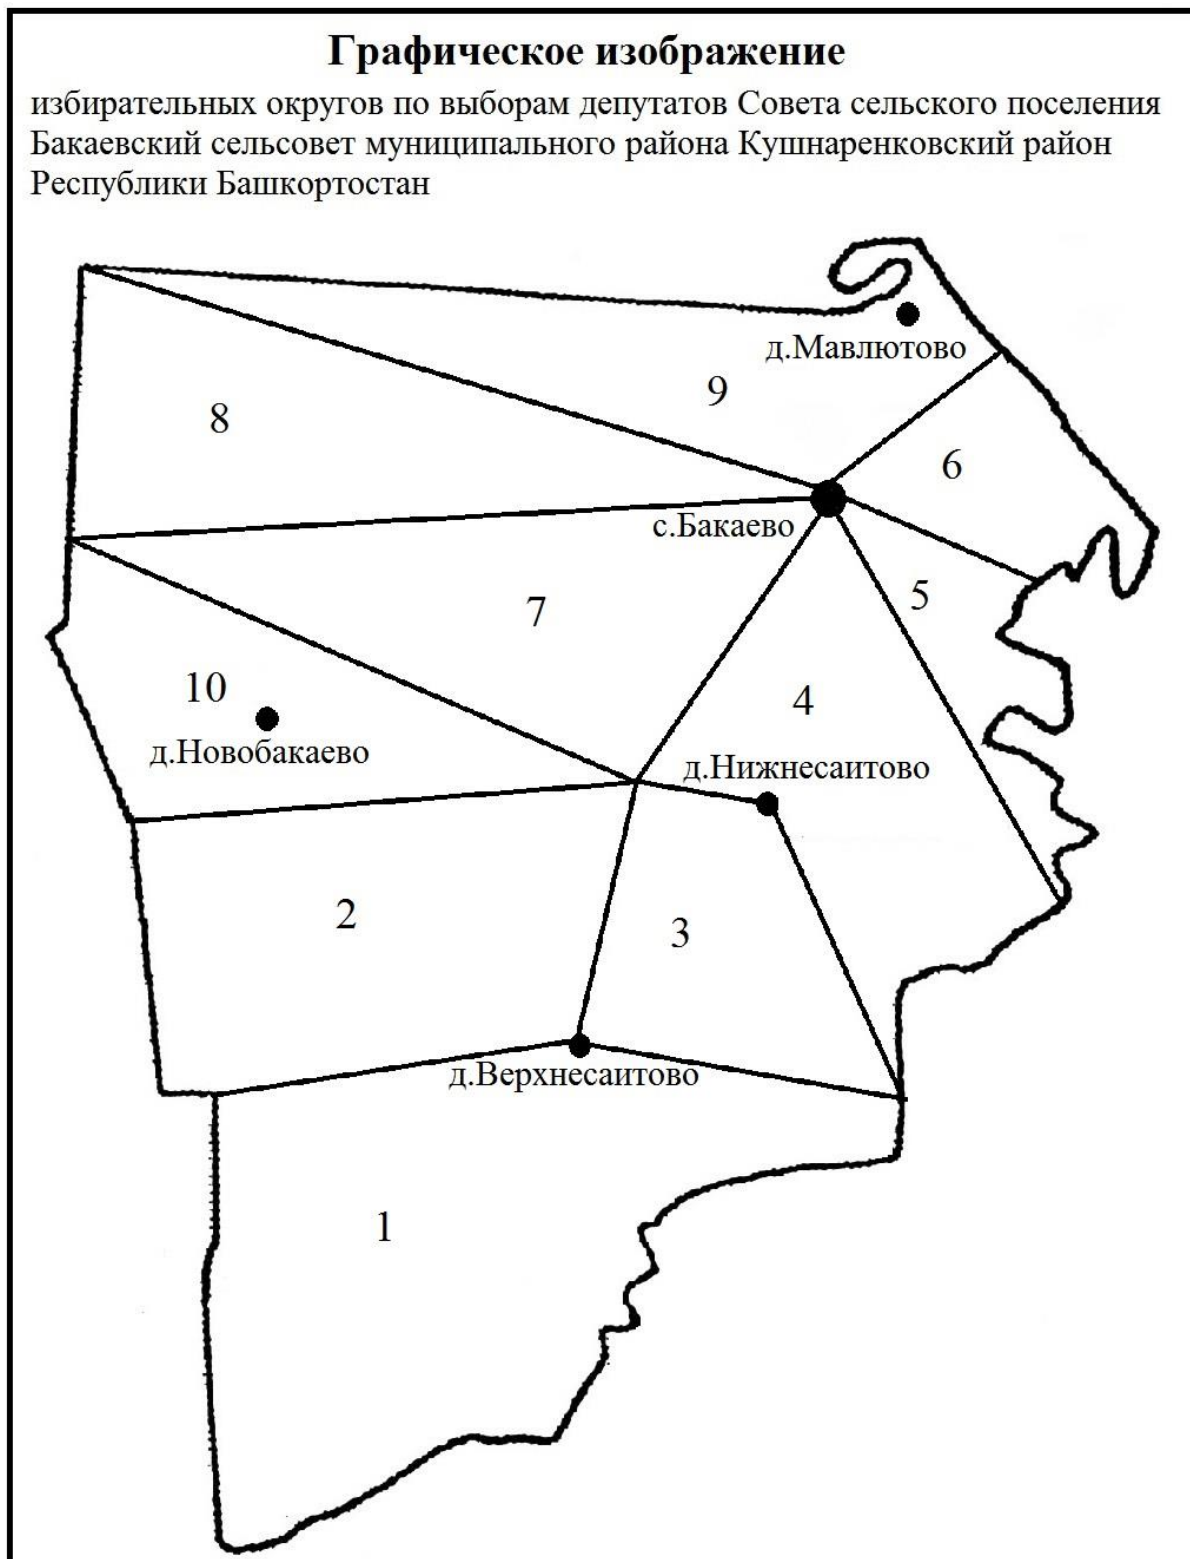 Графическое изображение
избирательных округов по выборам депутатов Совета сельского поселения
Бакаевский сельсовет муниципального района Кушнаренковский район
Республики Башкортостан
д.Мавлютово
9
8
6
с.Бакаево
5
7
10
4
д.Новобакаево
д.Нижнесаитово
2
3
д.Верхнесаитово
1